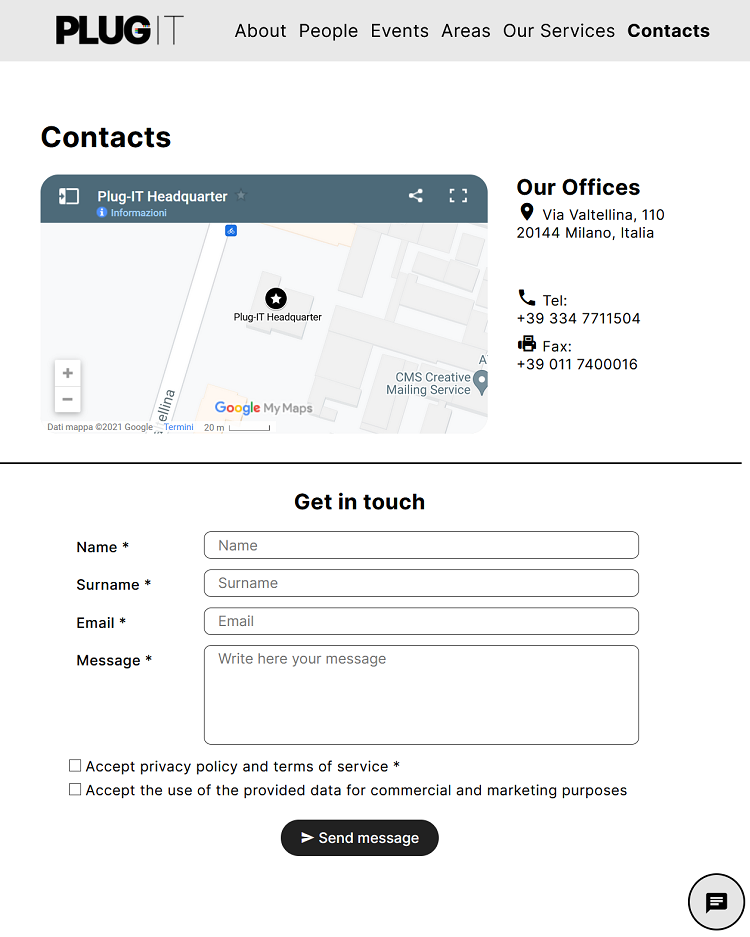 PLUGIT
About People Events Areas Our Services Contacts
Contacts
Plug-IT Headquarter
Informazioni
Plug-IT Headquarter
CMS Creative
Mailing Service
Google My Maps
Dati mappa ©2021 Google Termini 20 m
Our Offices
Via Valtellina, 110
20144 Milano, Italia
Tel:
+39 334 7711504
Fax:
+39 011 7400016
Get in touch
Name * Name
Surname * Surname
Email * Email
Message * Write here your message
Accept privacy policy and terms of service *
Accept the use of the provided data for commercial and marketing purposes
Send message